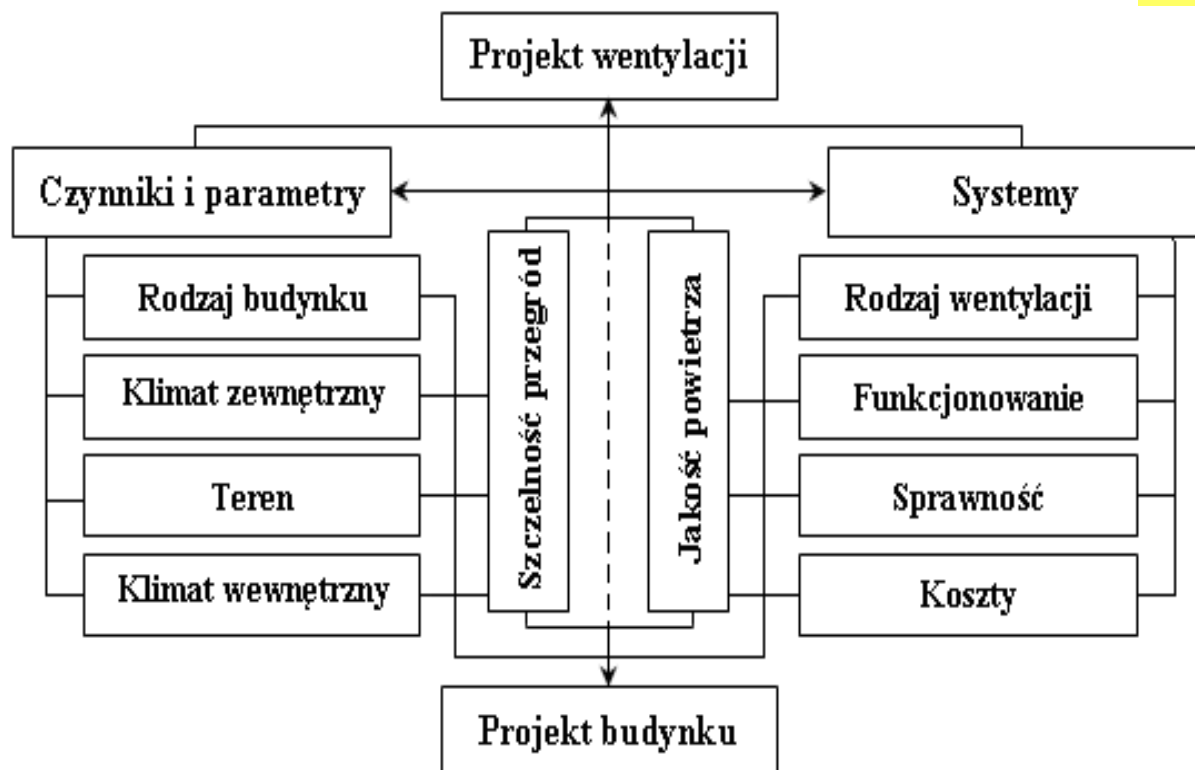 Projekt wentylacji
Czynniki i parametry
Systemy
Rodzaj budynku
Klimat zewnętrzny
Teren
Klimat wewnętrzny
Szczelność przegród
Jakość powietrza
Rodzaj wentylacji
Funkcjonowanie
Sprawność
Koszty
Projekt budynku